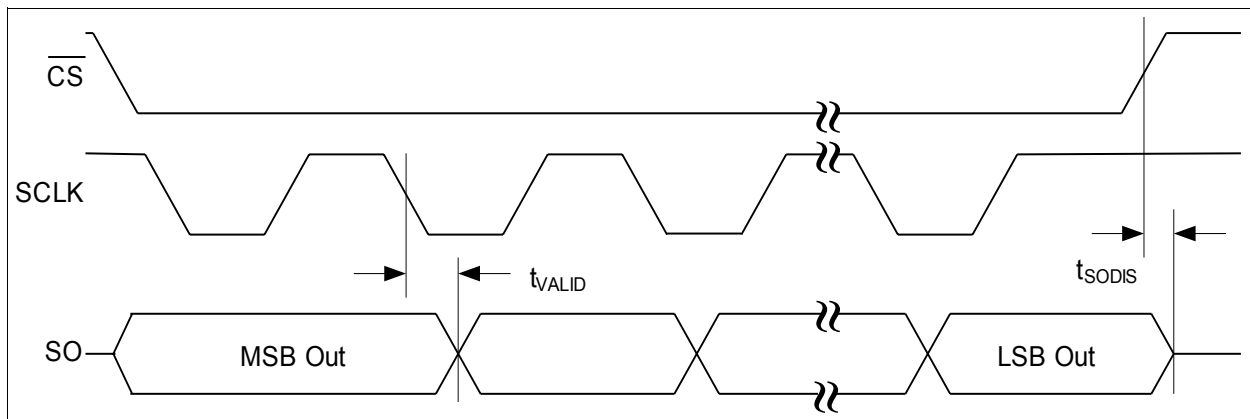 CS
SCLK
tVALID
tSODIS
SO
MSB Out
LSB Out